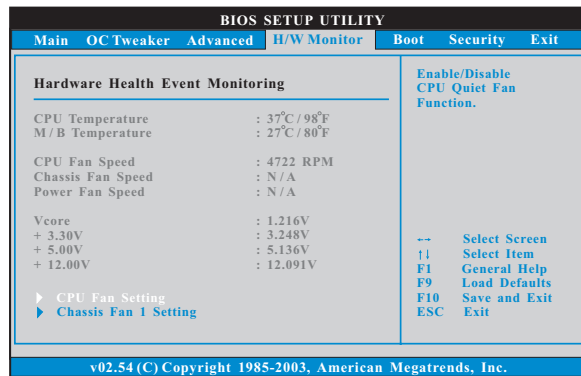 BIOS SETUP UTILITY
Main OC Tweaker Advanced H/W Monitor Boot Security Exit
Hardware Health Event Monitoring
CPU Temperature : 37°C / 98°F
M / B Temperature : 27°C / 80°F
CPU Fan Speed : 4722 RPM
Chassis Fan Speed : N / A
Power Fan Speed : N / A
Vcore : 1.216V
+ 3.30V : 3.248V
+ 5.00V : 5.136V
+ 12.00V : 12.091V
CPU Fan Setting
Chassis Fan 1 Setting
Enable/Disable
CPU Quiet Fan
Function.
←→ Select Screen
↑↓ Select Item
F1 General Help
F9 Load Defaults
F10 Save and Exit
ESC Exit
v02.54 (C) Copyright 1985-2003, American Megatrends, Inc.